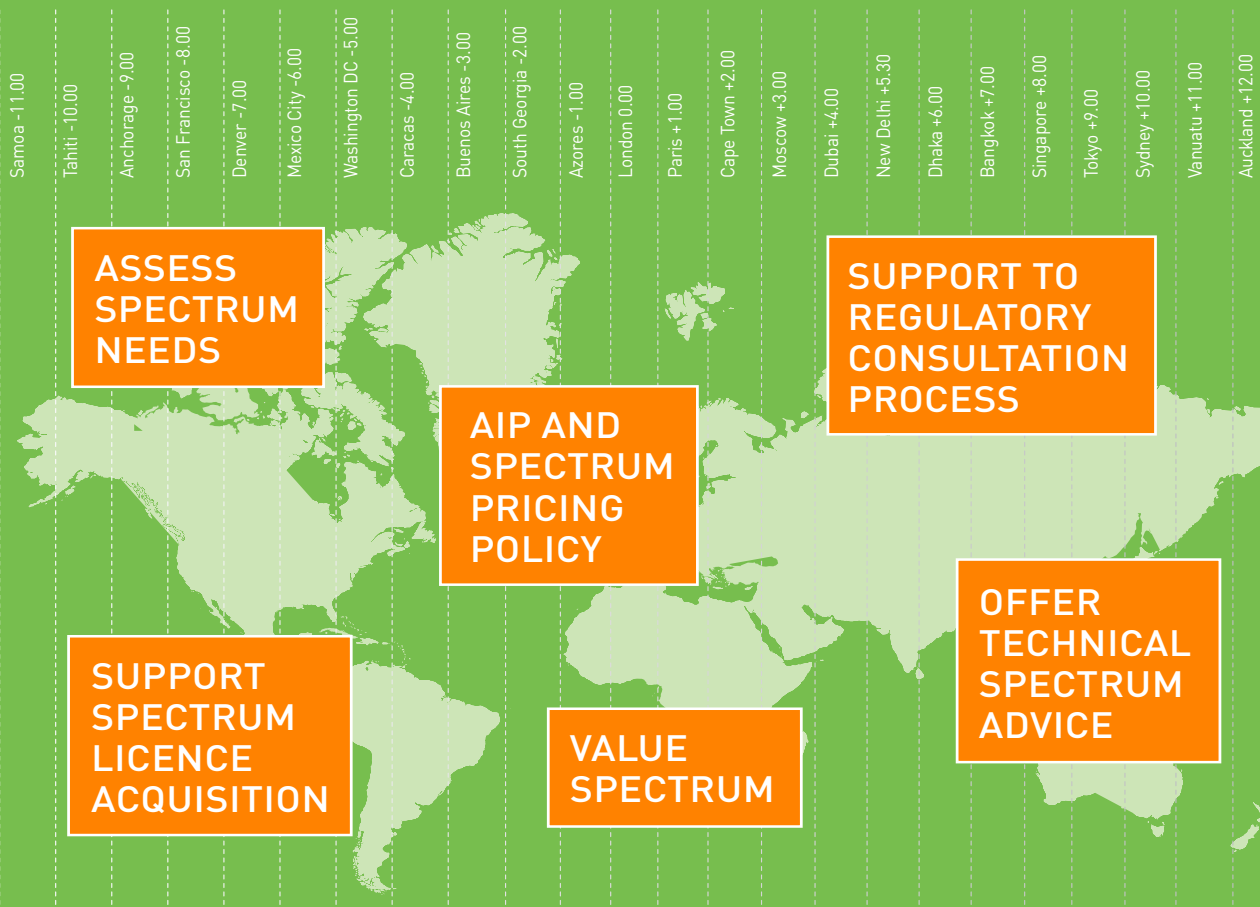 Samoa -11.00
Tahiti -10.00
Anchorage -9.00
San Francisco -8.00
Denver -7.00
Mexico City -6.00
Washington DC -5.00
Caracas -4.00
Buenos Aires -3.00
South Georgia -2.00
Azores -1.00
London 0.00
Paris +1.00
Cape Town +2.00
Moscow +3.00
Dubai +4.00
New Delhi +5.30
Dhaka +6.00
Bangkok +7.00
Singapore +8.00
Tokyo +9.00
Sydney +10.00
Vanuatu +11.00
Auckland +12.00
ASSESS
SPECTRUM
NEEDS
SUPPORT TO
REGULATORY
CONSULTATION
PROCESS
AIP AND
SPECTRUM
PRICING
POLICY
OFFER
TECHNICAL
SPECTRUM
ADVICE
SUPPORT
SPECTRUM
LICENCE
ACQUISITION
VALUE
SPECTRUM